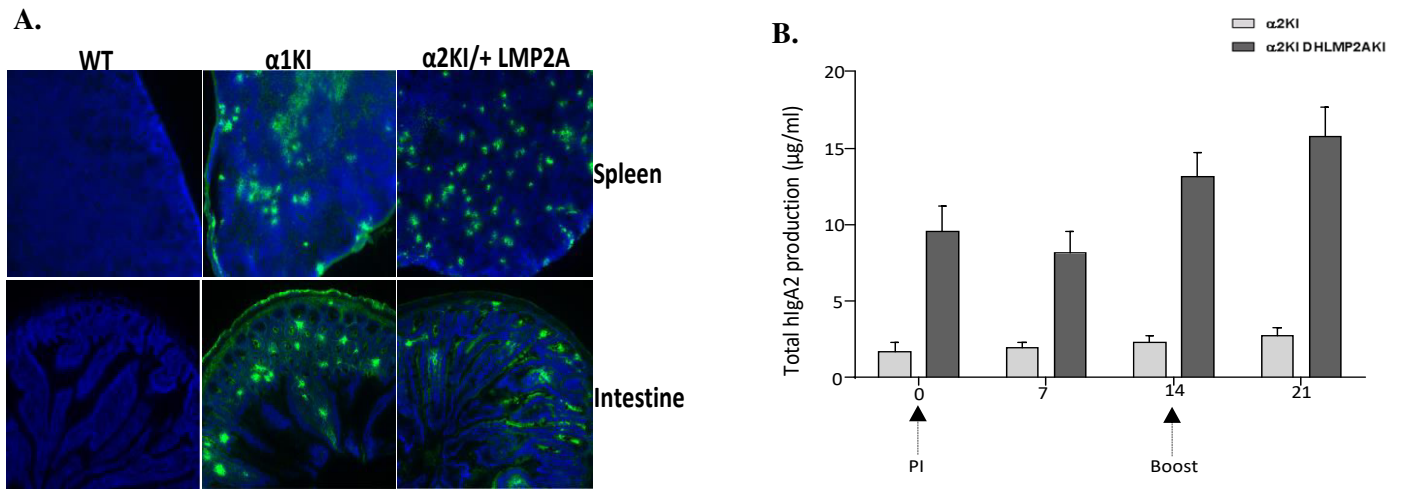 A.
WT α1KI α2KI/+ LMP2A
Spleen
Intestine
B.
α2KI
α2KI DHLMP2AKI
Total hIgA2 production (µg/ml)
20
15
10
5
0
0 7 14 21
PI Boost